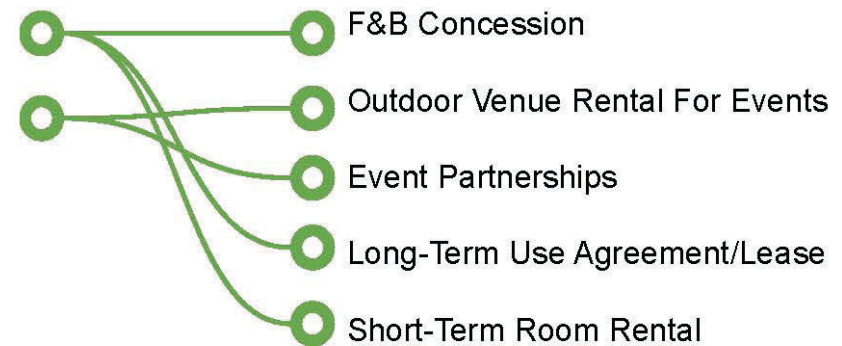 F&B Concession
Outdoor Venue Rental For Events
Event Partnerships
Long-Term Use Agreement/Lease
Short-Term Room Rental